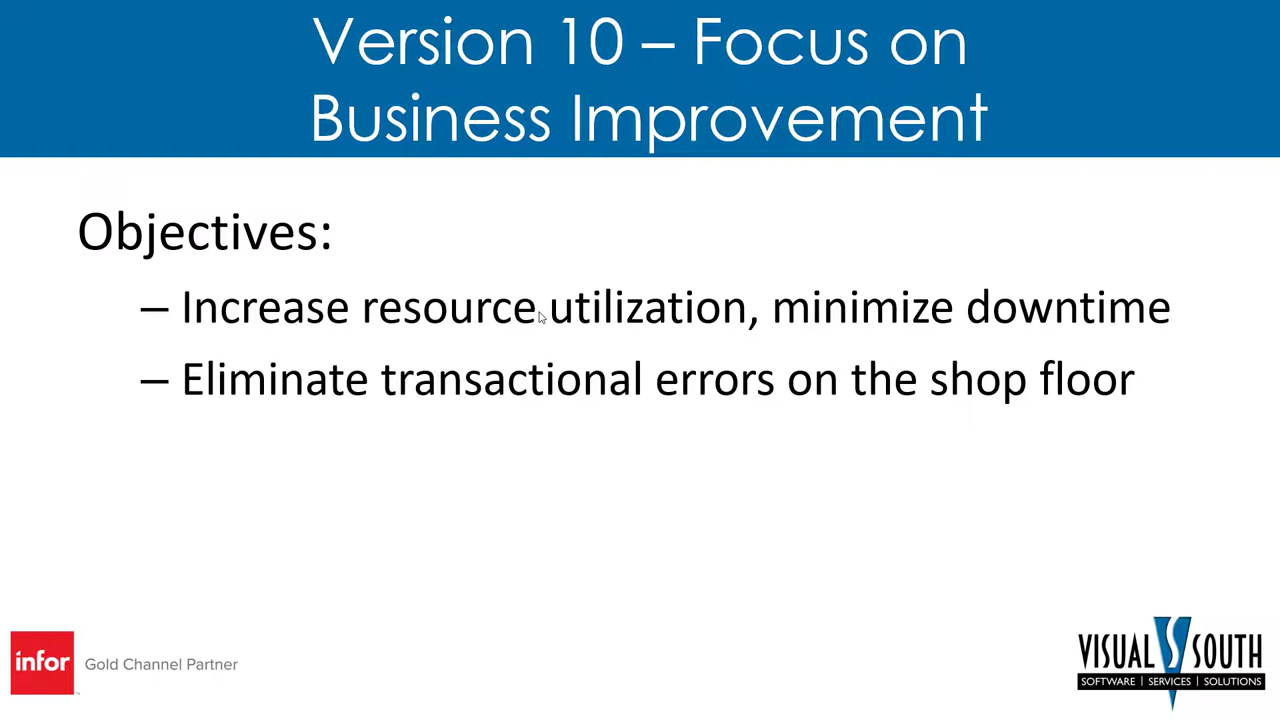 Version 10 – Focus on
Business Improvement
Objectives:
– Increase resource utilization, minimize downtime
– Eliminate transactional errors on the shop floor
infor
Gold Channel Partner
VISUAL SOUTH
SOFTWARE | SERVICES | SOLUTIONS